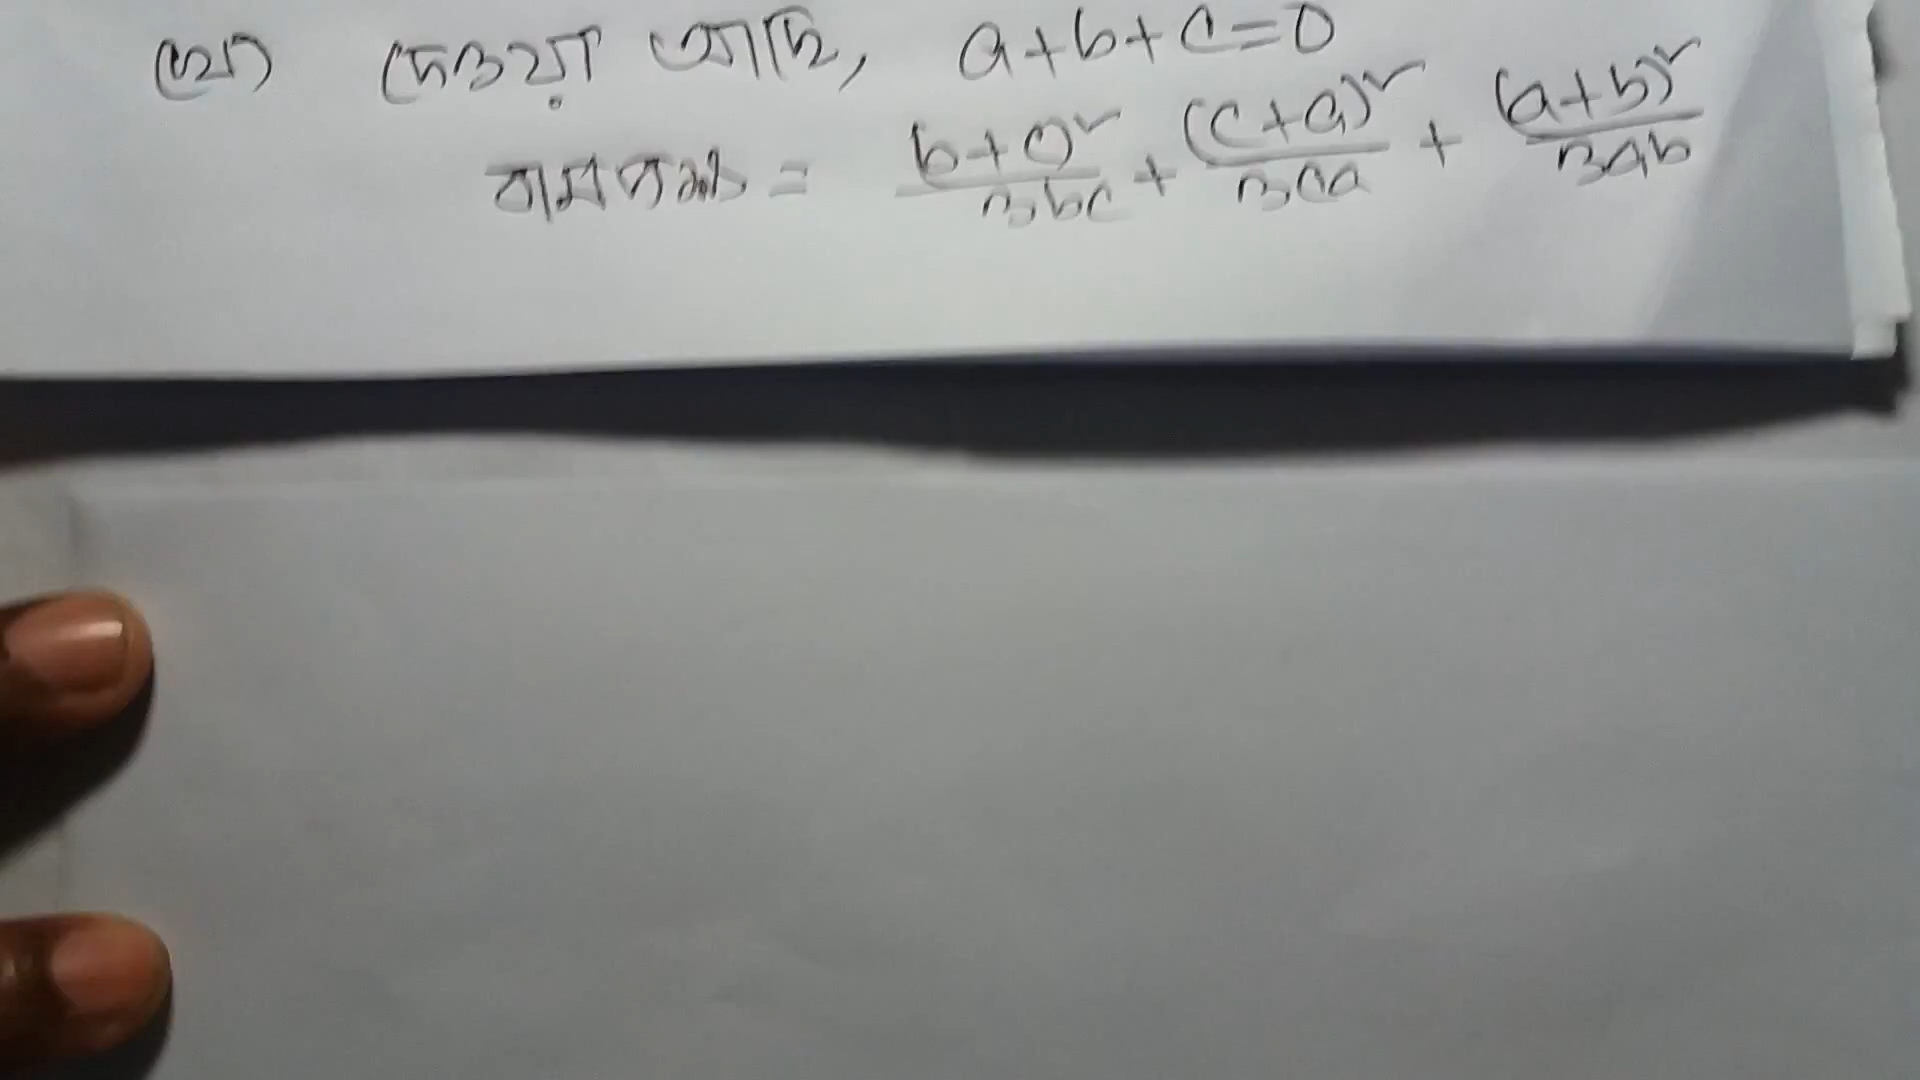 (খ) দেওয়া আছে, a+b+c=0
বামপক্ষ = b+c)²/3bc + (c+a)²/3ca + (a+b)²/3ab